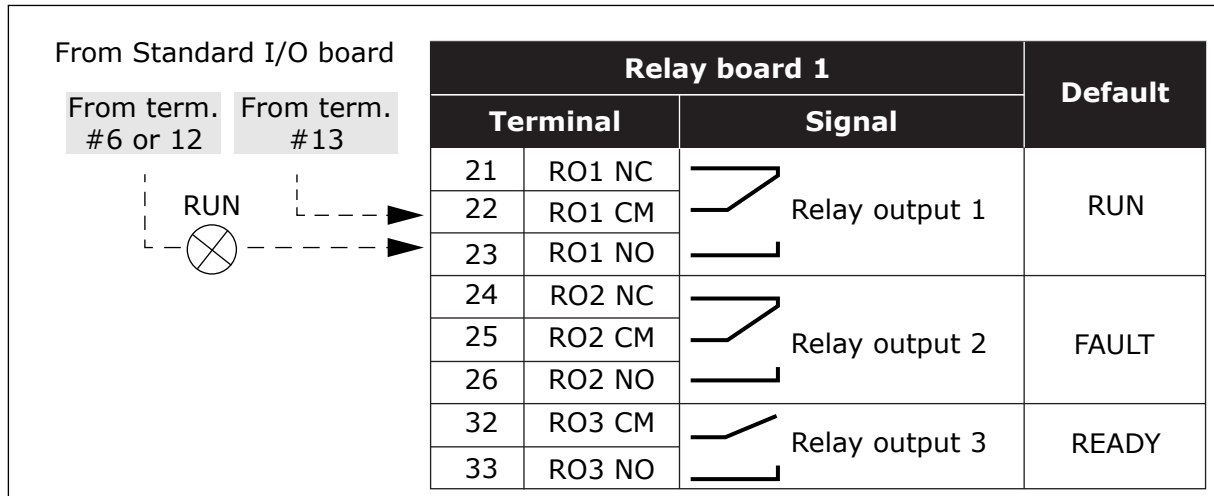 From Standard I/O board
From term. #6 or 12
From term. #13
RUN
Relay board 1
Default
Terminal
Signal
21 RO1 NC
22 RO1 CM
23 RO1 NO
Relay output 1
RUN
24 RO2 NC
25 RO2 CM
26 RO2 NO
Relay output 2
FAULT
32 RO3 CM
33 RO3 NO
Relay output 3
READY